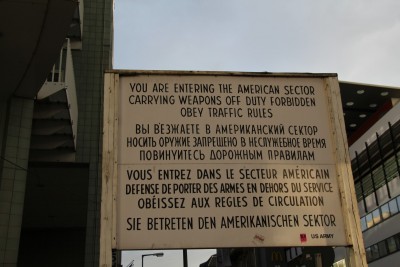 YOU ARE ENTERING THE AMERICAN SECTOR
CARRYING WEAPONS OFF DUTY FORBIDDEN
OBEY TRAFFIC RULES
ВЫ ВЪЕЗЖАЕТЕ В АМЕРИКАНСКИЙ СЕКТОР
НОСИТЬ ОРУЖИЕ ЗАПРЕЩЕНО В НЕСЛУЖЕБНОЕ ВРЕМЯ
ПОВИНУЙТЕСЬ ДОРОЖНЫМ ПРАВИЛАМ
VOUS ENTREZ DANS LE SECTEUR AMÉRICAIN
DÉFENSE DE PORTER DES ARMES EN DEHORS DU SERVICE
OBÉISSEZ AUX RÈGLES DE CIRCULATION
SIE BETRETEN DEN AMERIKANISCHEN SEKTOR
US ARMY